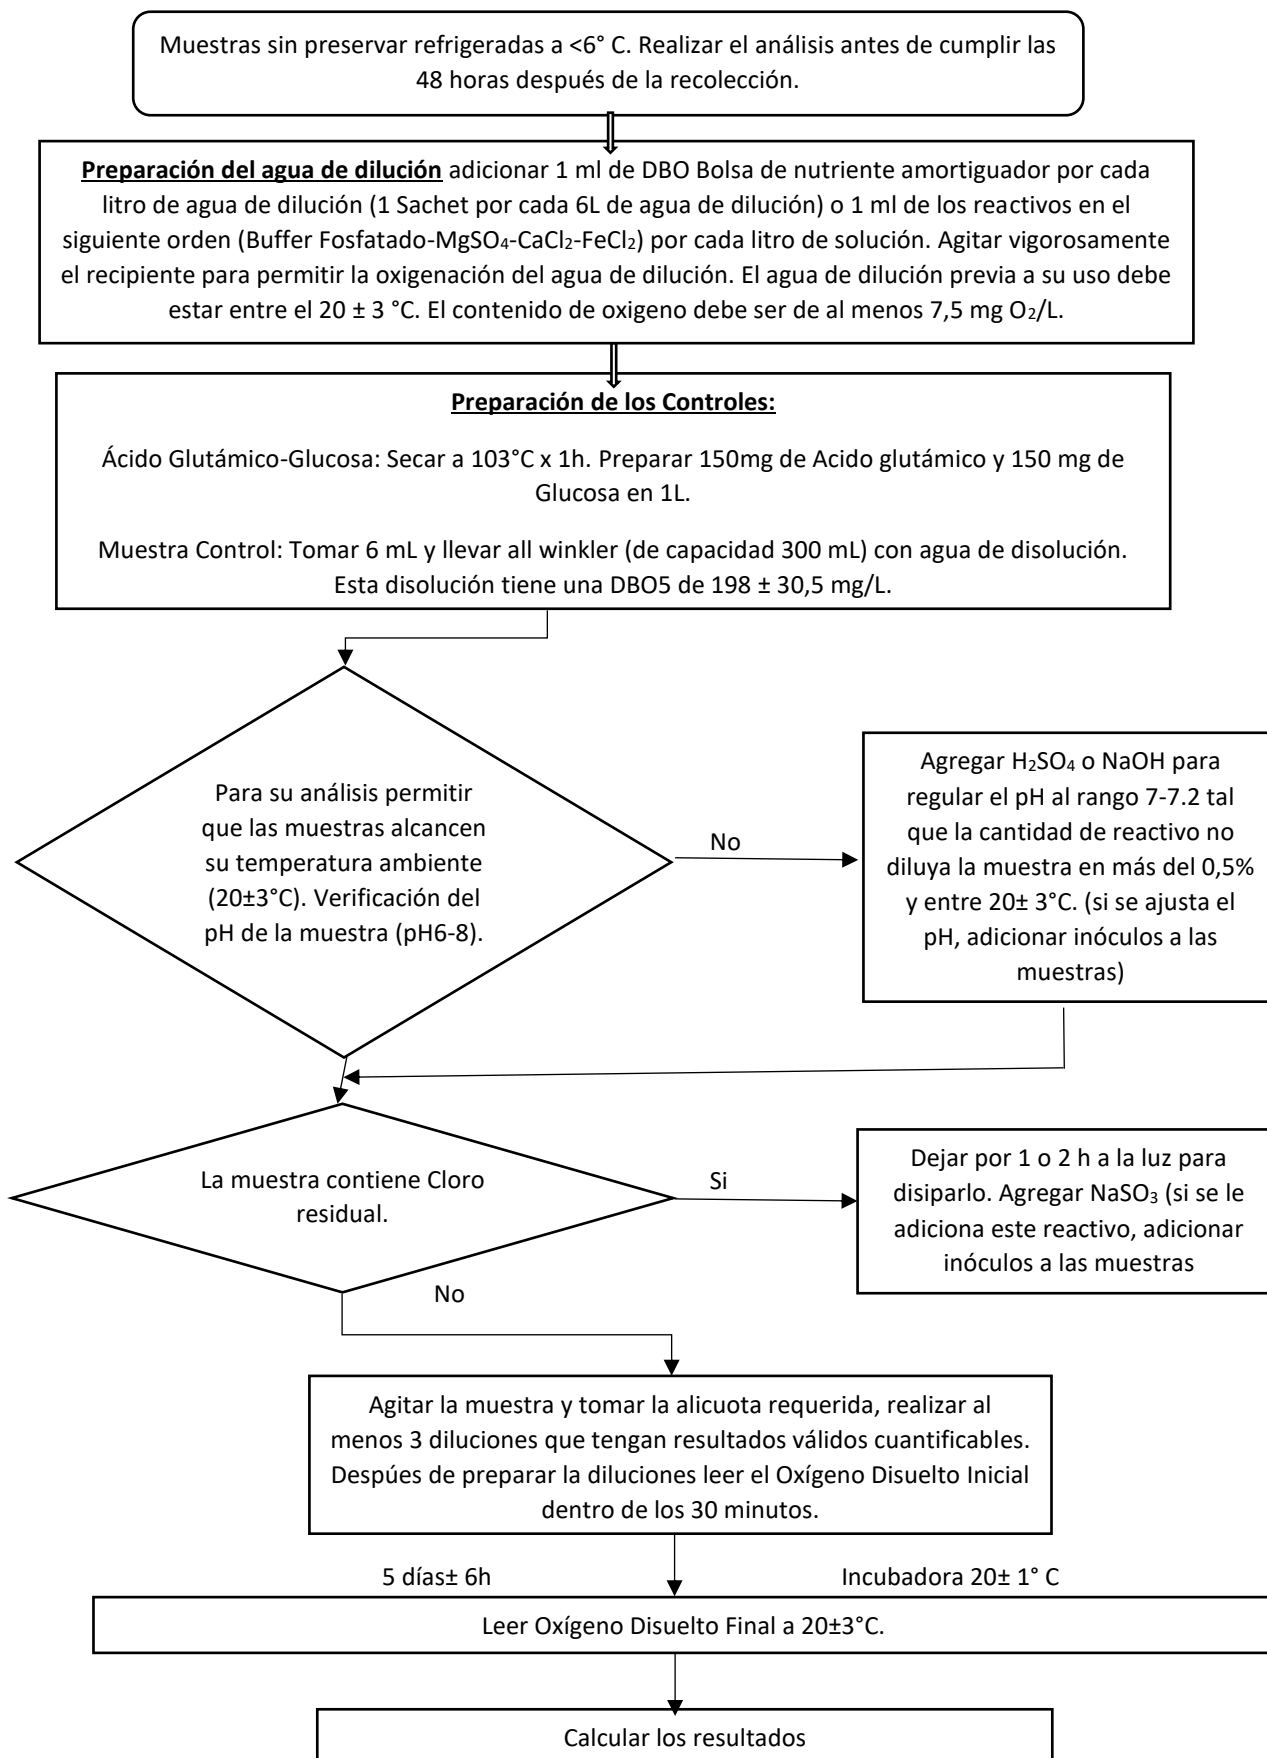 Muestras sin preservar refrigeradas a <6° C. Realizar el análisis antes de cumplir las
48 horas después de la recolección.
Preparación del agua de dilución adicionar 1 ml de DBO Bolsa de nutriente amortiguador por cada
litro de agua de dilución (1 Sachet por cada 6L de agua de dilución) o 1 ml de los reactivos en el
siguiente orden (Buffer Fosfatado-MgSO₄-CaCl₂-FeCl₂) por cada litro de solución. Agitar vigorosamente
el recipiente para permitir la oxigenación del agua de dilución. El agua de dilución previa a su uso debe
estar entre el 20 ± 3 °C. El contenido de oxigeno debe ser de al menos 7,5 mg O₂/L.
Preparación de los Controles:
Ácido Glutámico-Glucosa: Secar a 103°C x 1h. Preparar 150mg de Acido glutámico y 150 mg de
Glucosa en 1L.
Muestra Control: Tomar 6 mL y llevar all winkler (de capacidad 300 mL) con agua de disolución.
Esta disolución tiene una DBO5 de 198 ± 30,5 mg/L.
Para su análisis permitir
que las muestras alcancen
su temperatura ambiente
(20±3°C). Verificación del
pH de la muestra (pH6-8).
No
Agregar H₂SO₄ o NaOH para
regular el pH al rango 7-7.2 tal
que la cantidad de reactivo no
diluya la muestra en más del 0,5%
y entre 20± 3°C. (si se ajusta el
pH, adicionar inóculos a las
muestras)
La muestra contiene Cloro
residual.
Si
Dejar por 1 o 2 h a la luz para
disiparlo. Agregar NaSO₃ (si se le
adiciona este reactivo, adicionar
inóculos a las muestras
No
Agitar la muestra y tomar la alicuota requerida, realizar al
menos 3 diluciones que tengan resultados válidos cuantificables.
Despúes de preparar la diluciones leer el Oxígeno Disuelto Inicial
dentro de los 30 minutos.
5 días± 6h
Incubadora 20± 1° C
Leer Oxígeno Disuelto Final a 20±3°C.
Calcular los resultados